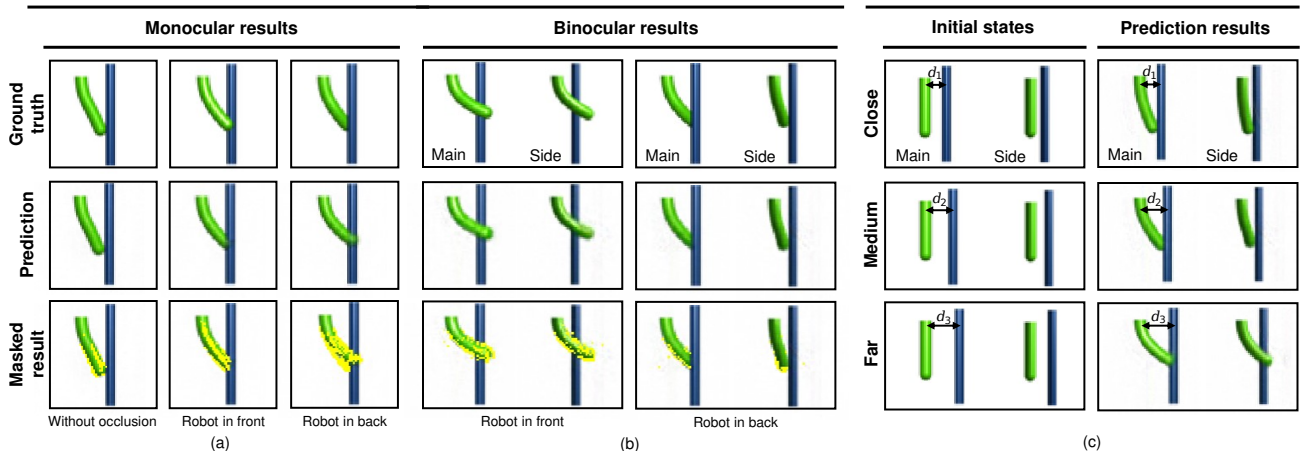 Monocular results
Binocular results
Initial states
Prediction results
Ground truth
Main
Side
Main
Side
Close
d1
Main
Side
d1
Main
Side
Prediction
Medium
d2
d2
Masked result
Far
d3
d3
Without occlusion
Robot in front
Robot in back
Robot in front
Robot in back
(a)
(b)
(c)